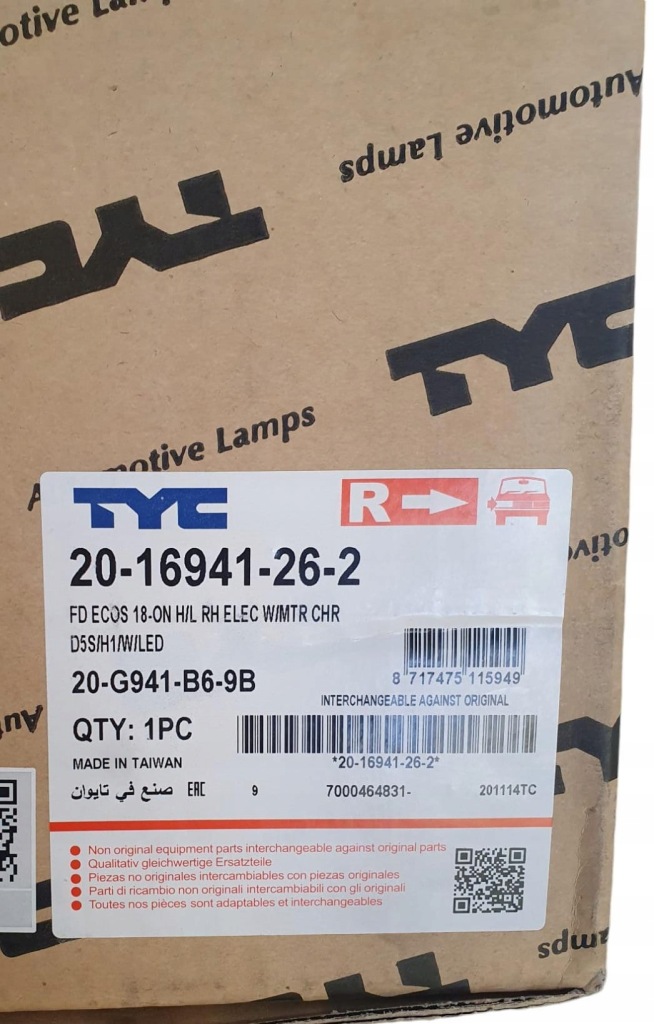 otive
Automotive Lamps
TYC
TYC
otive Lamps
TYC
R
20-16941-26-2
FD ECOS 18-ON H/L RH ELEC W/MTR CHR
D5S/H1/W/LED
8 717475 115949
20-G941-B6-9B
INTERCHANGEABLE AGAINST ORIGINAL
QTY: 1PC
*20-16941-26-2*
MADE IN TAIWAN
صنع في تايوان EAC 9 7000464831- 201114TC
Non original equipment parts interchangeable against original parts
Qualitativ gleichwertige Ersatzteile
Piezas no originales intercambiables con piezas originales
Parti di ricambio non originali intercambiabili con gli originali
Toutes nos pièces sont adaptables et interchangeables